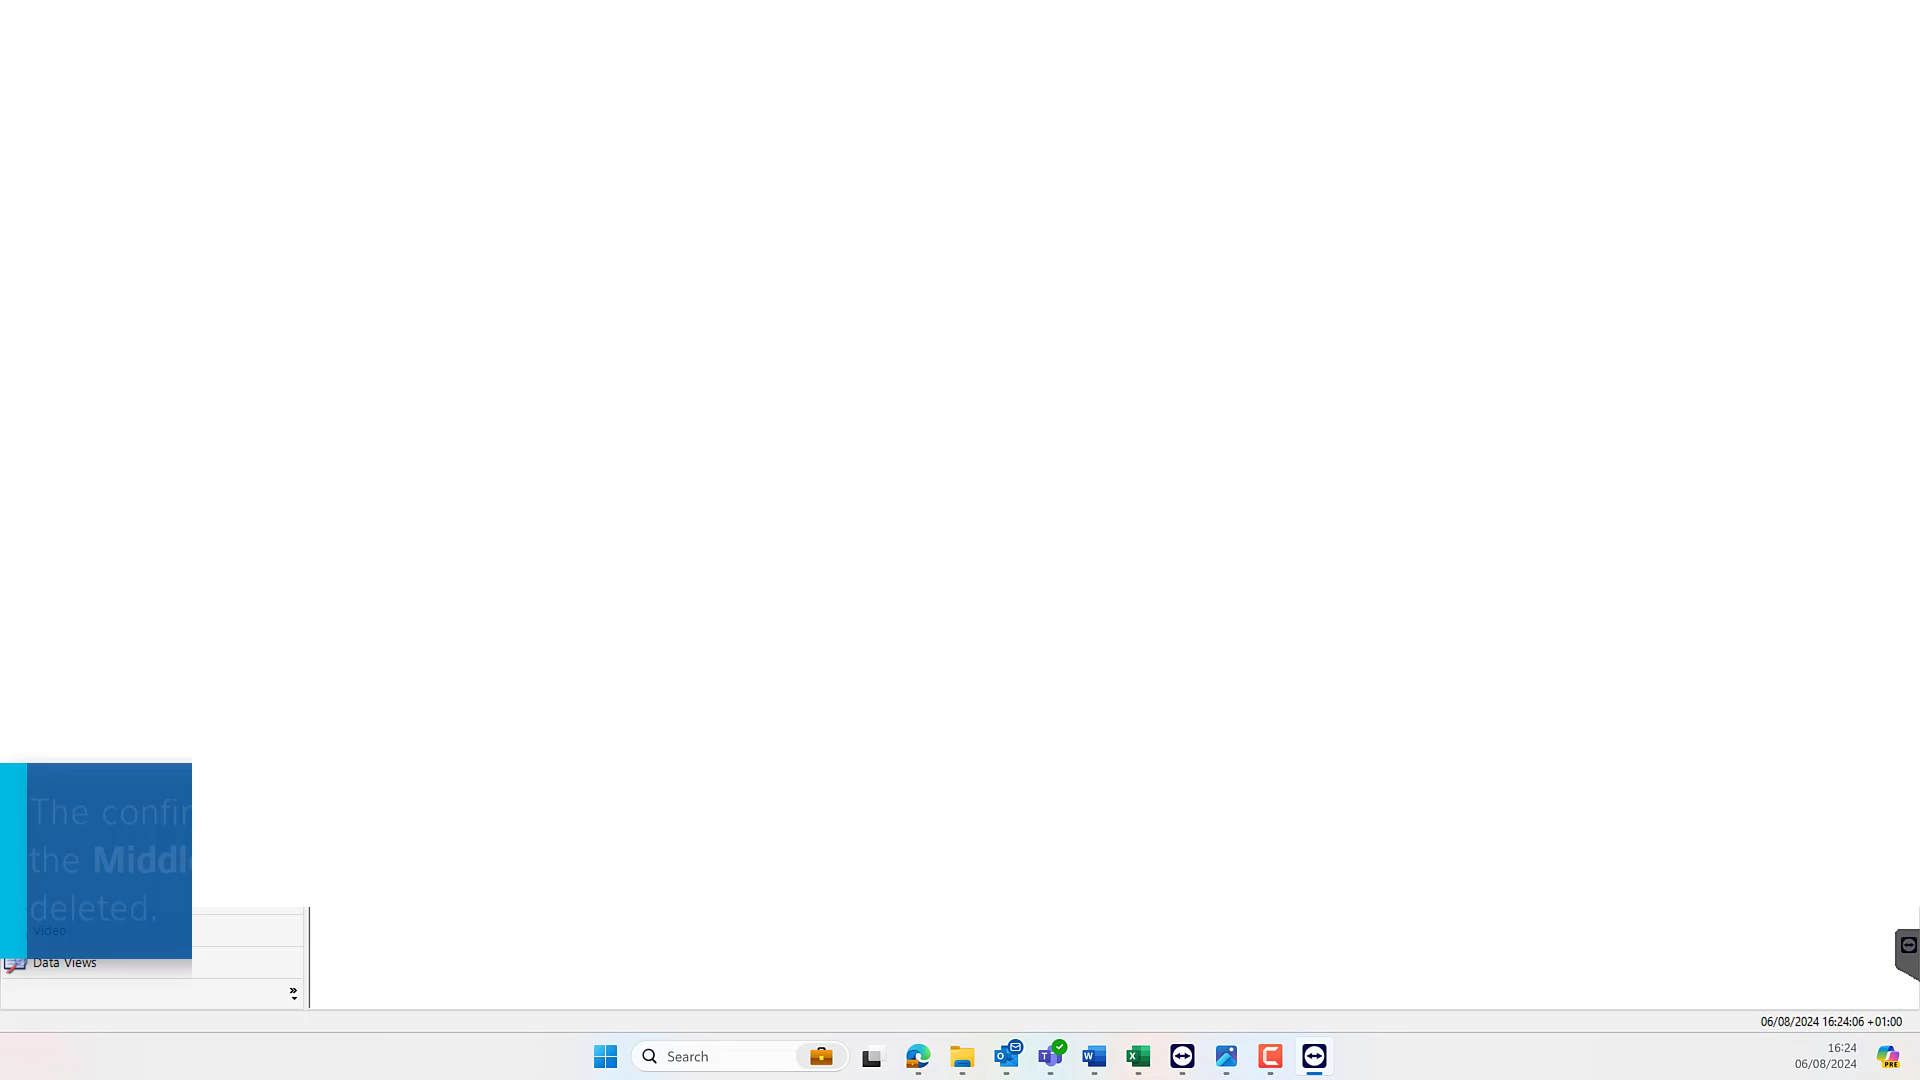 The confir
the Middl
deleted.
Video
Data Views
06/08/2024 16:24:06 +01:00
Search
16:24
06/08/2024
PRE